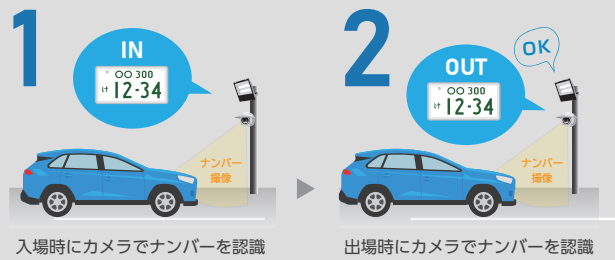 1
IN
○○ 300
け 12-34
ナンバー
撮像
入場時にカメラでナンバーを認識
2
OUT
○○ 300
け 12-34
OK
ナンバー
撮像
出場時にカメラでナンバーを認識